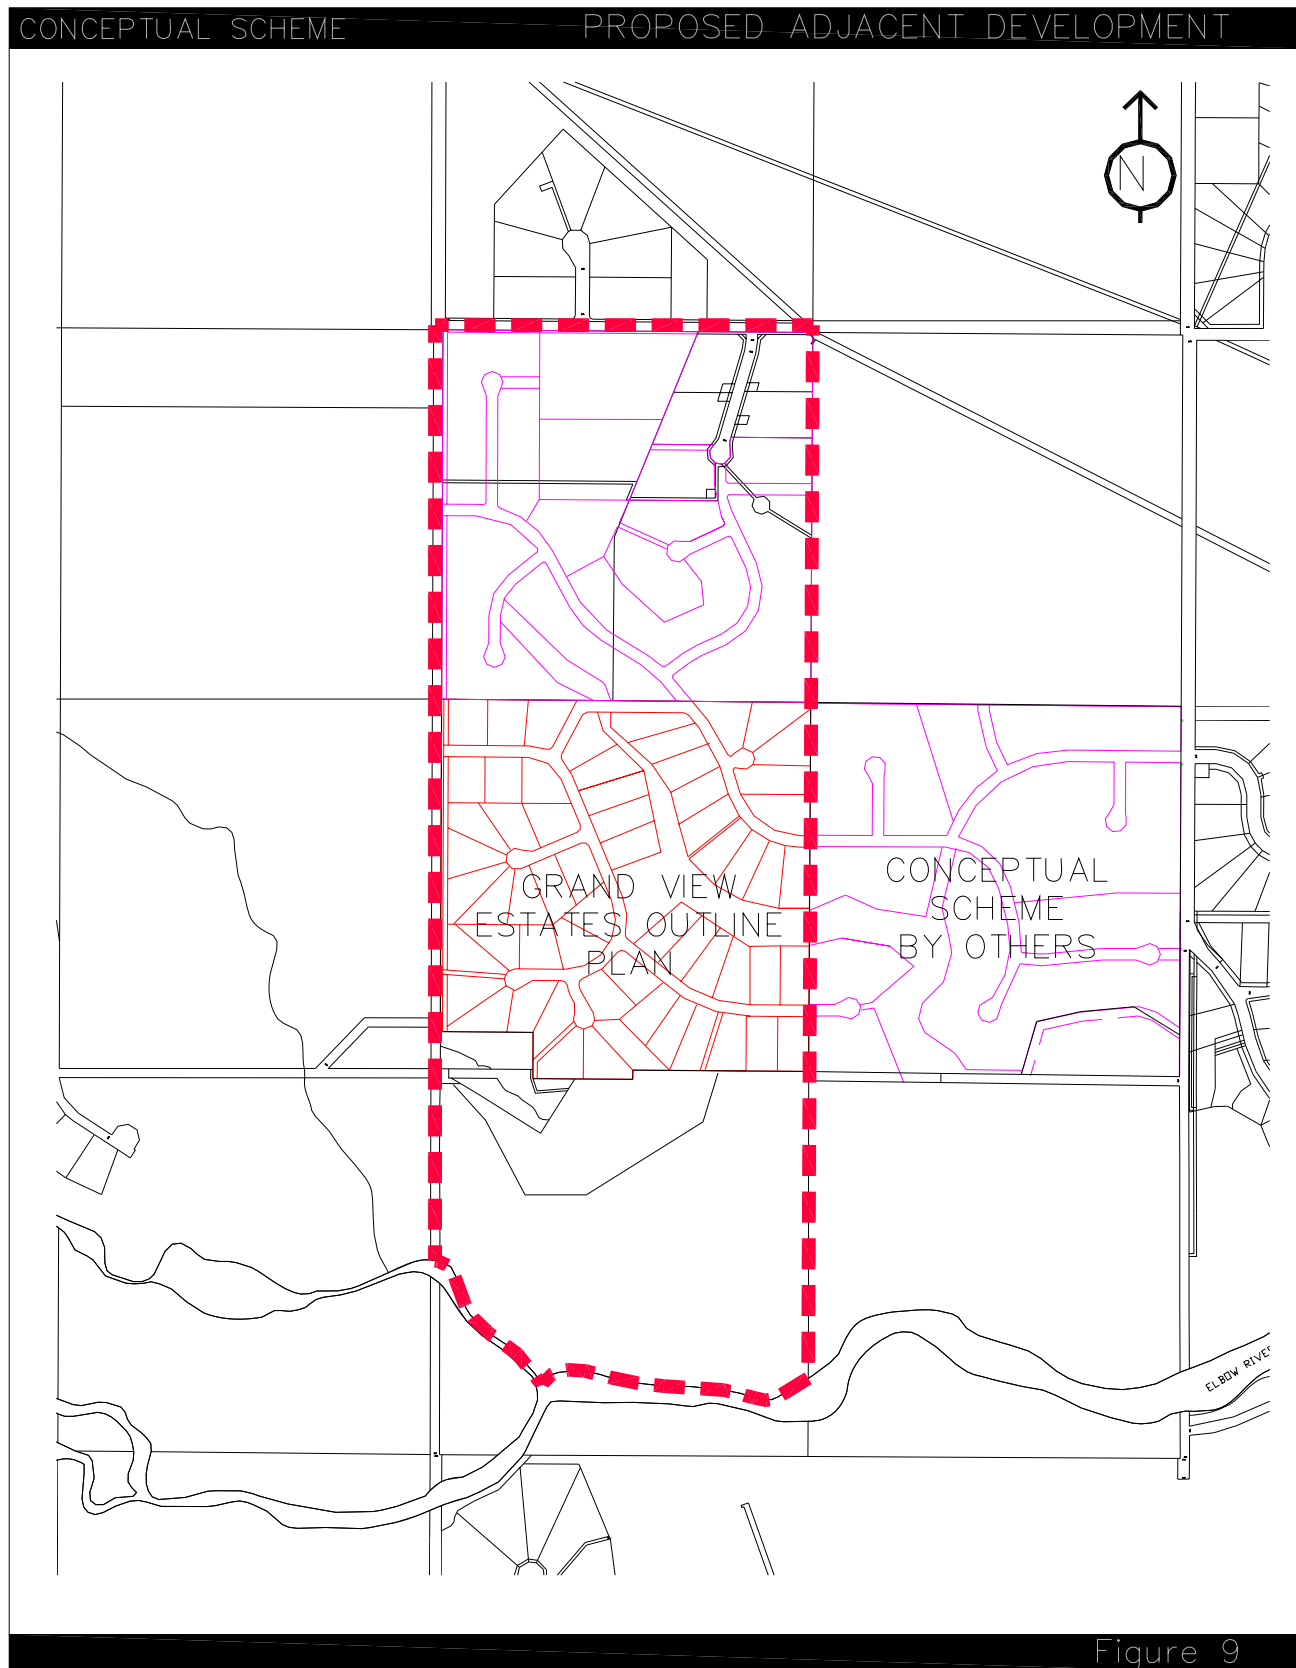 CONCEPTUAL SCHEME
PROPOSED ADJACENT DEVELOPMENT
N
GRAND VIEW
ESTATES OUTLINE
PLAN
CONCEPTUAL
SCHEME
BY OTHERS
ELBOW RIVER
Figure 9